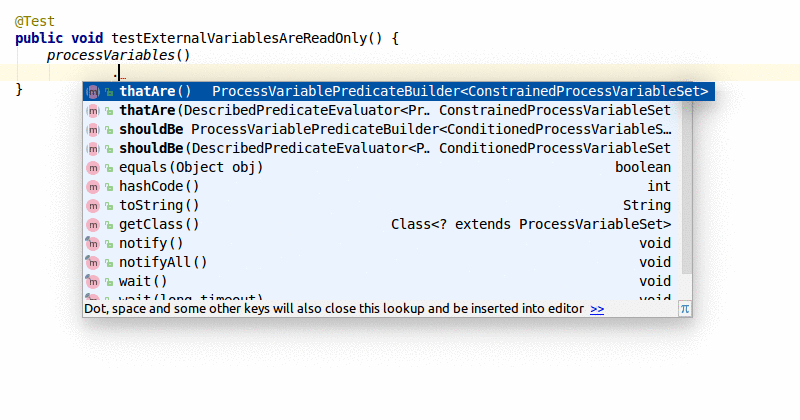 @Test
public void testExternalVariablesAreReadOnly() {
processVariables()
.
thatAre() ProcessVariablePredicateBuilder<ConstrainedProcessVariableSet>
thatAre(DescribedPredicateEvaluator<Pr… ConstrainedProcessVariableSet
shouldBe ProcessVariablePredicateBuilder<ConditionedProcessVariableS…
shouldBe(DescribedPredicateEvaluator<P… ConditionedProcessVariableSet
equals(Object obj) boolean
hashCode() int
toString() String
getClass() Class<? extends ProcessVariableSet>
notify() void
notifyAll() void
wait() void
wait(long timeout) void
Dot, space and some other keys will also close this lookup and be inserted into editor >> π
}